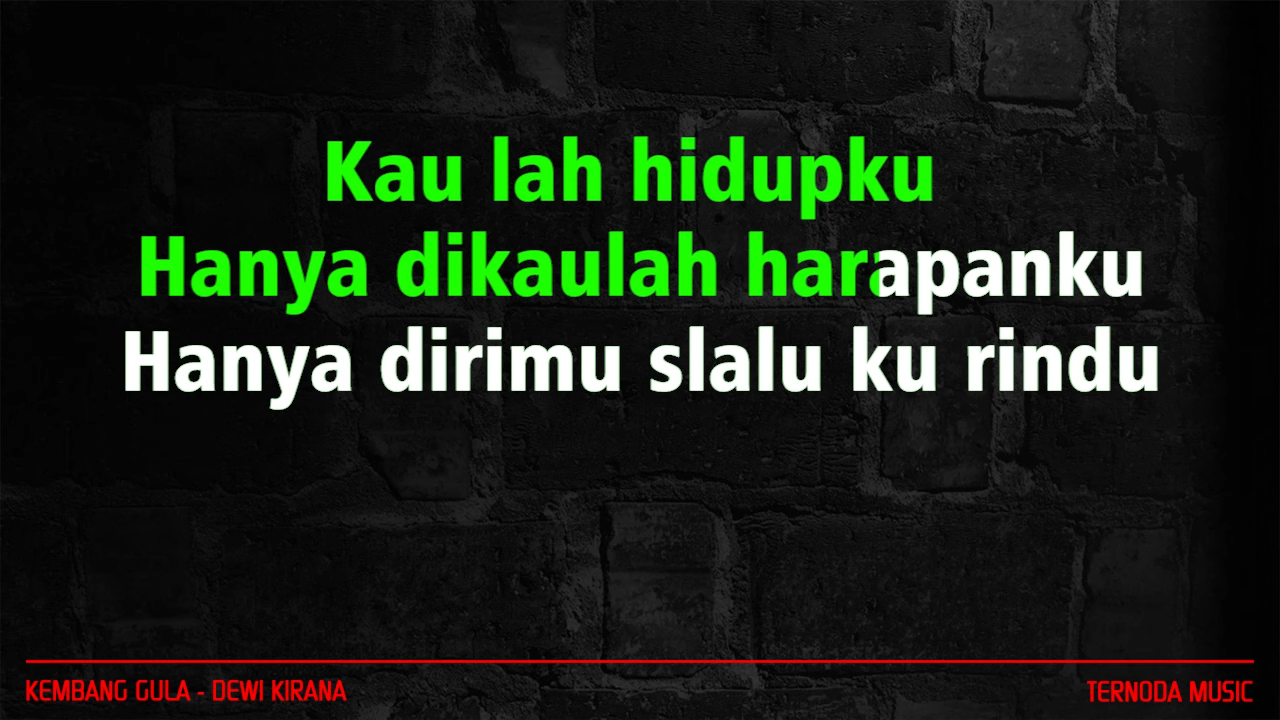 Kau lah hidupku
Hanya dikaulah harapanku
Hanya dirimu slalu ku rindu
KEMBANG GULA - DEWI KIRANA
TERNODA MUSIC